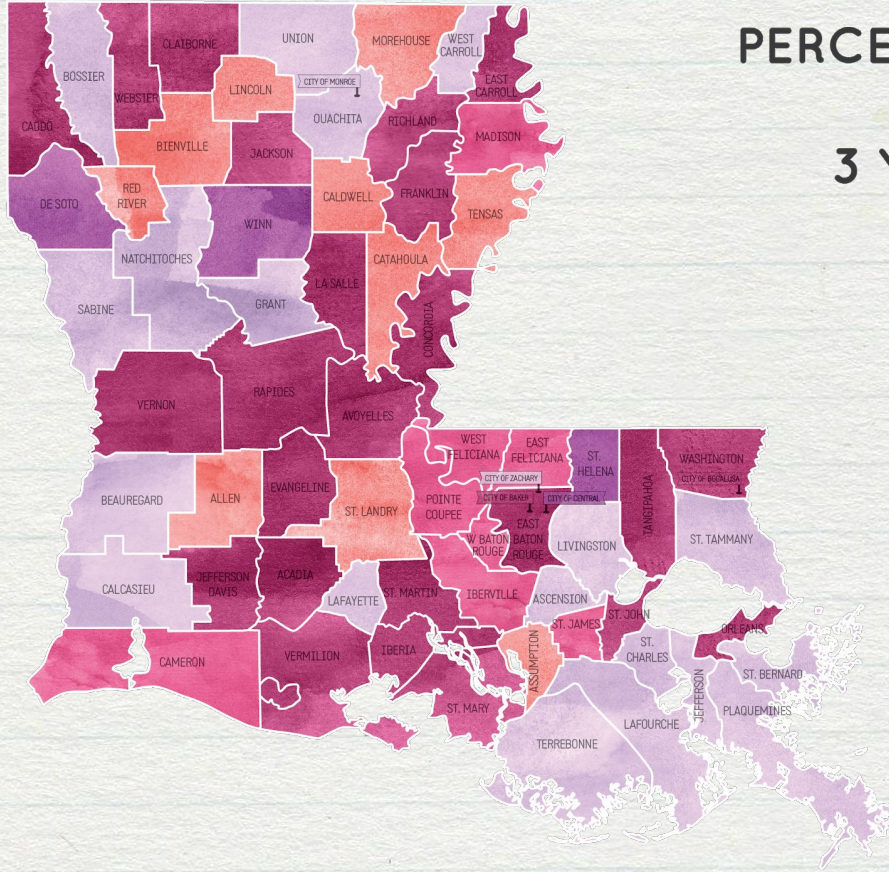 PERCE
3 Y
CLAIBORNE
UNION
MOREHOUSE
WEST
CARROLL
BOSSIER
WEBSTER
LINCOLN
CITY OF MONROE
EAST
CARROLL
CADDO
OUACHITA
RICHLAND
MADISON
BIENVILLE
JACKSON
RED
RIVER
DE SOTO
CALDWELL
FRANKLIN
TENSAS
WINN
NATCHITOCHES
CATAHOULA
LA SALLE
SABINE
GRANT
CONCORDIA
VERNON
RAPIDES
AVOYELLES
WEST
FELICIANA
EAST
FELICIANA
ST.
HELENA
TANGIPAHOA
WASHINGTON
CITY OF BOGALUSA
CITY OF ZACHARY
CITY OF BAKER
CITY OF CENTRAL
BEAUREGARD
ALLEN
EVANGELINE
ST. LANDRY
POINTE
COUPEE
EAST
BATON
ROUGE
W BATON
ROUGE
LIVINGSTON
ST. TAMMANY
CALCASIEU
JEFFERSON
DAVIS
ACADIA
LAFAYETTE
ST. MARTIN
IBERVILLE
ASCENSION
ST. JAMES
ST. JOHN
ORLEANS
CAMERON
VERMILION
IBERIA
ASSUMPTION
ST.
CHARLES
JEFFERSON
ST. BERNARD
ST. MARY
PLAQUEMINES
LAFOURCHE
TERREBONNE